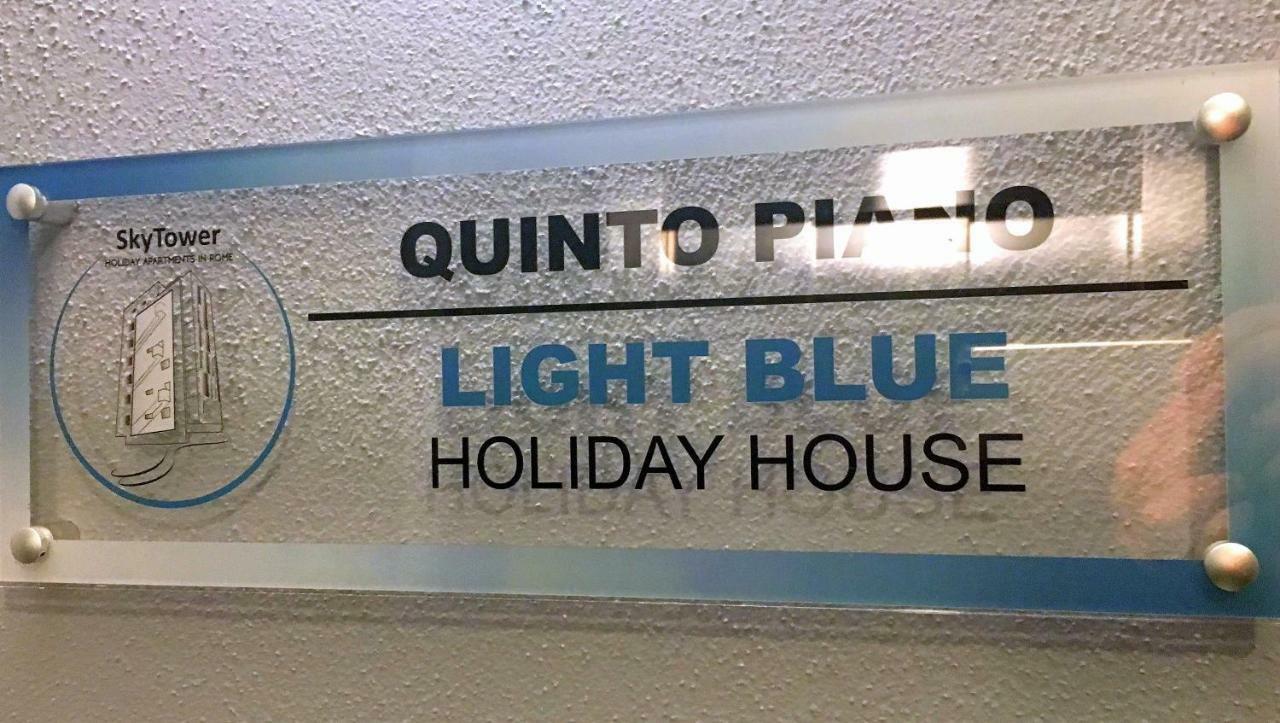 SkyTower
HOLIDAY APARTMENTS IN ROME
QUINTO PIANO
LIGHT BLUE
HOLIDAY HOUSE